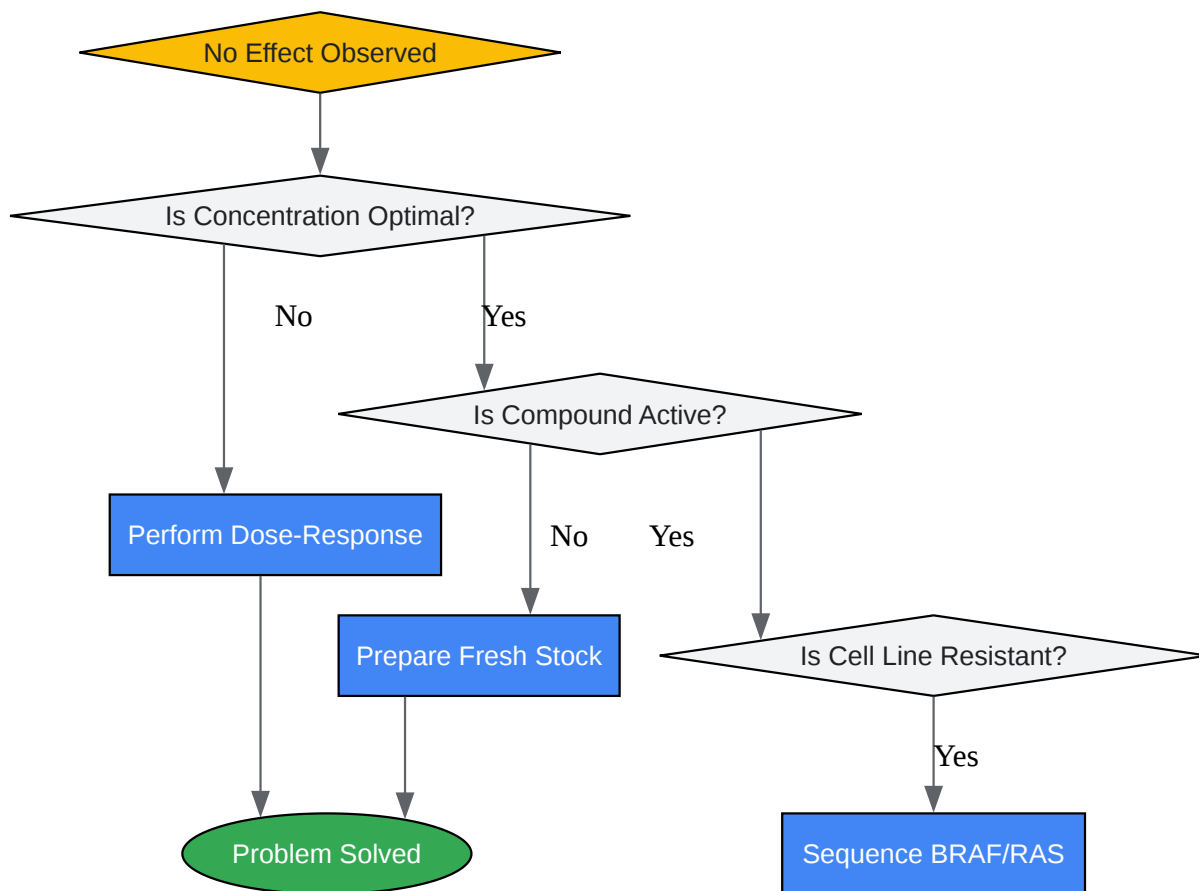 No Effect Observed
Is Concentration Optimal?
No
Yes
Is Compound Active?
Perform Dose-Response
No
Yes
Prepare Fresh Stock
Is Cell Line Resistant?
Yes
Problem Solved
Sequence BRAF/RAS